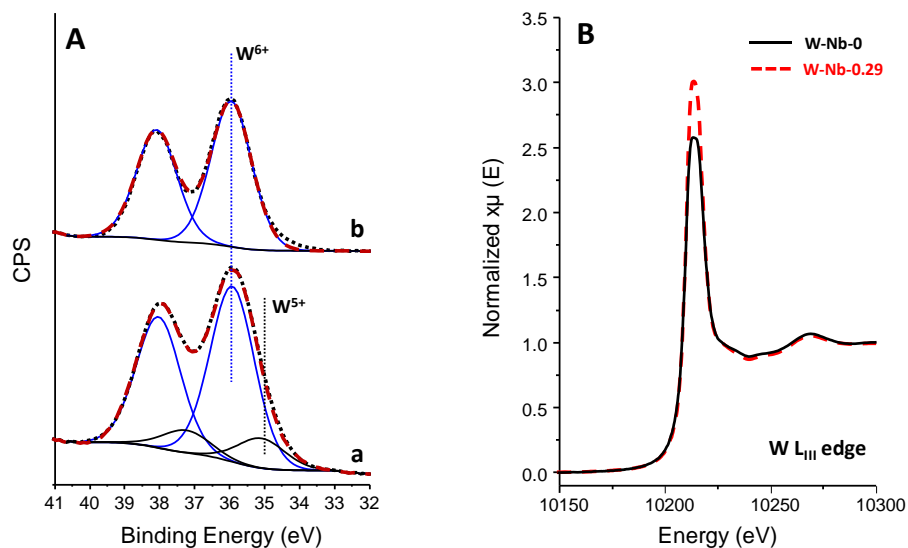 A
W6+
b
W5+
a
CPS
41 40 39 38 37 36 35 34 33 32
Binding Energy (eV)
B
W-Nb-0
W-Nb-0.29
3.5
3.0
2.5
2.0
1.5
1.0
0.5
0.0
Normalized xμ (E)
W LIII edge
10150 10200 10250 10300
Energy (eV)